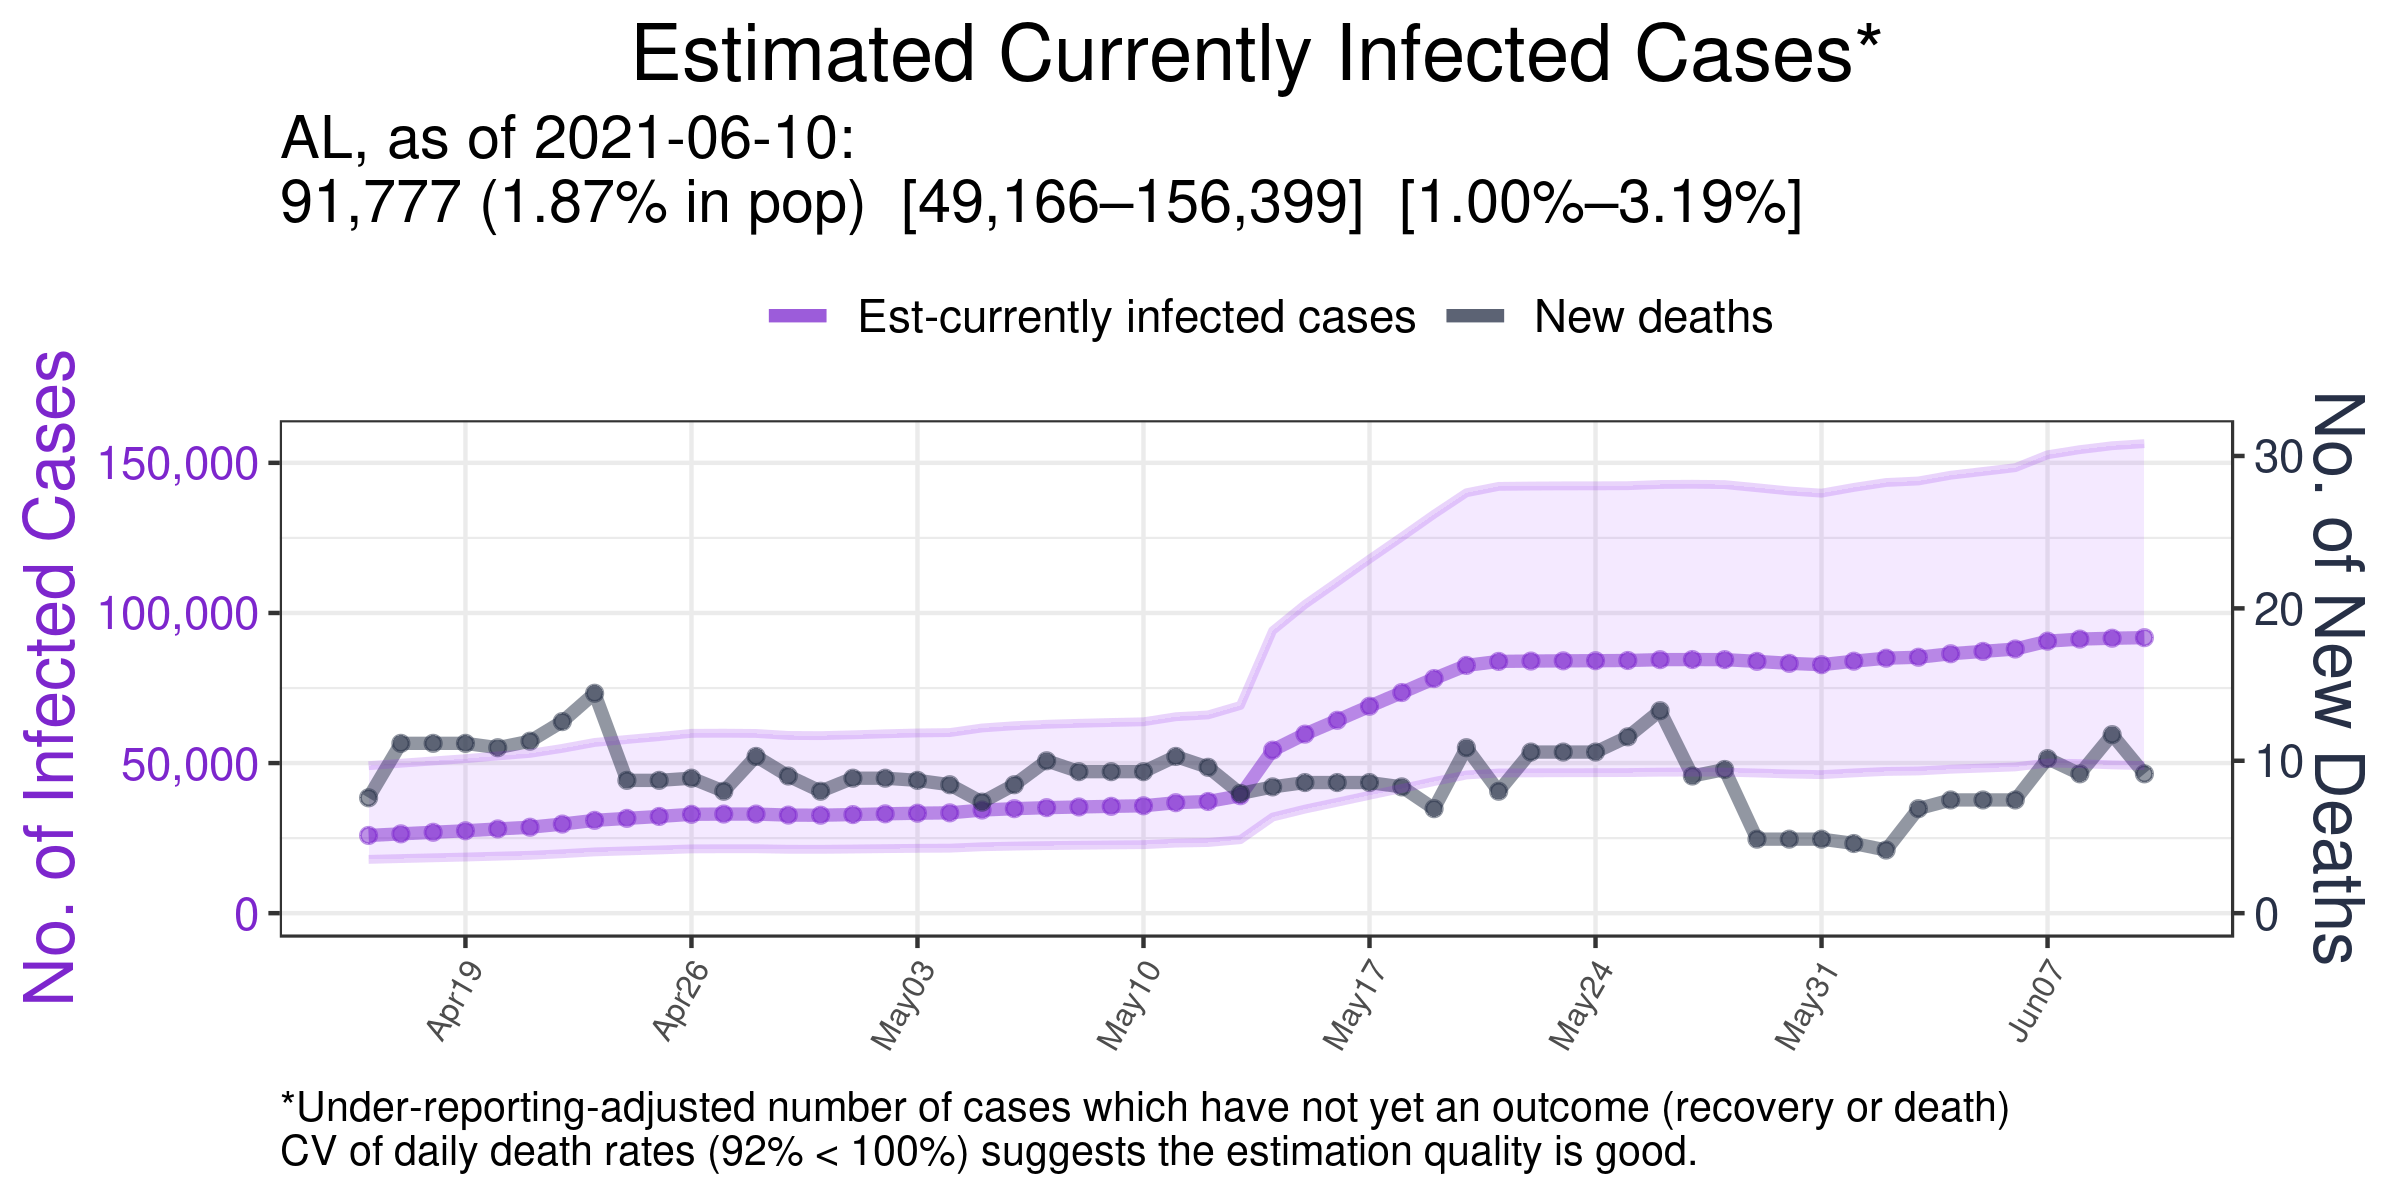 Estimated Currently Infected Cases*
AL, as of 2021-06-10:
91,777 (1.87% in pop)  [49,166–156,399]  [1.00%–3.19%]
Est-currently infected cases
New deaths
No. of Infected Cases
150,000
100,000
50,000
0
No. of New Deaths
30
20
10
0
Apr19
Apr26
May03
May10
May17
May24
May31
Jun07
*Under-reporting-adjusted number of cases which have not yet an outcome (recovery or death)
CV of daily death rates (92% < 100%) suggests the estimation quality is good.